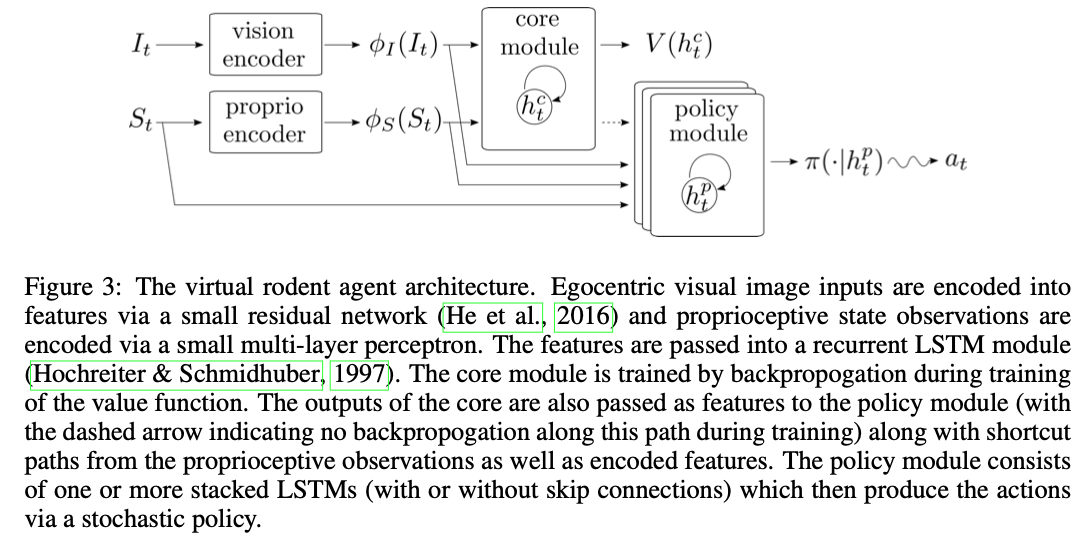 I_t
vision
encoder
ϕ_I(I_t)
core
module
h_t^c
V(h_t^c)
S_t
proprio
encoder
ϕ_S(S_t)
policy
module
h_t^p
π(·|h_t^p)
a_t
Figure 3: The virtual rodent agent architecture. Egocentric visual image inputs are encoded into
features via a small residual network (He et al., 2016) and proprioceptive state observations are
encoded via a small multi-layer perceptron. The features are passed into a recurrent LSTM module
(Hochreiter & Schmidhuber, 1997). The core module is trained by backpropogation during training
of the value function. The outputs of the core are also passed as features to the policy module (with
the dashed arrow indicating no backpropogation along this path during training) along with shortcut
paths from the proprioceptive observations as well as encoded features. The policy module consists
of one or more stacked LSTMs (with or without skip connections) which then produce the actions
via a stochastic policy.